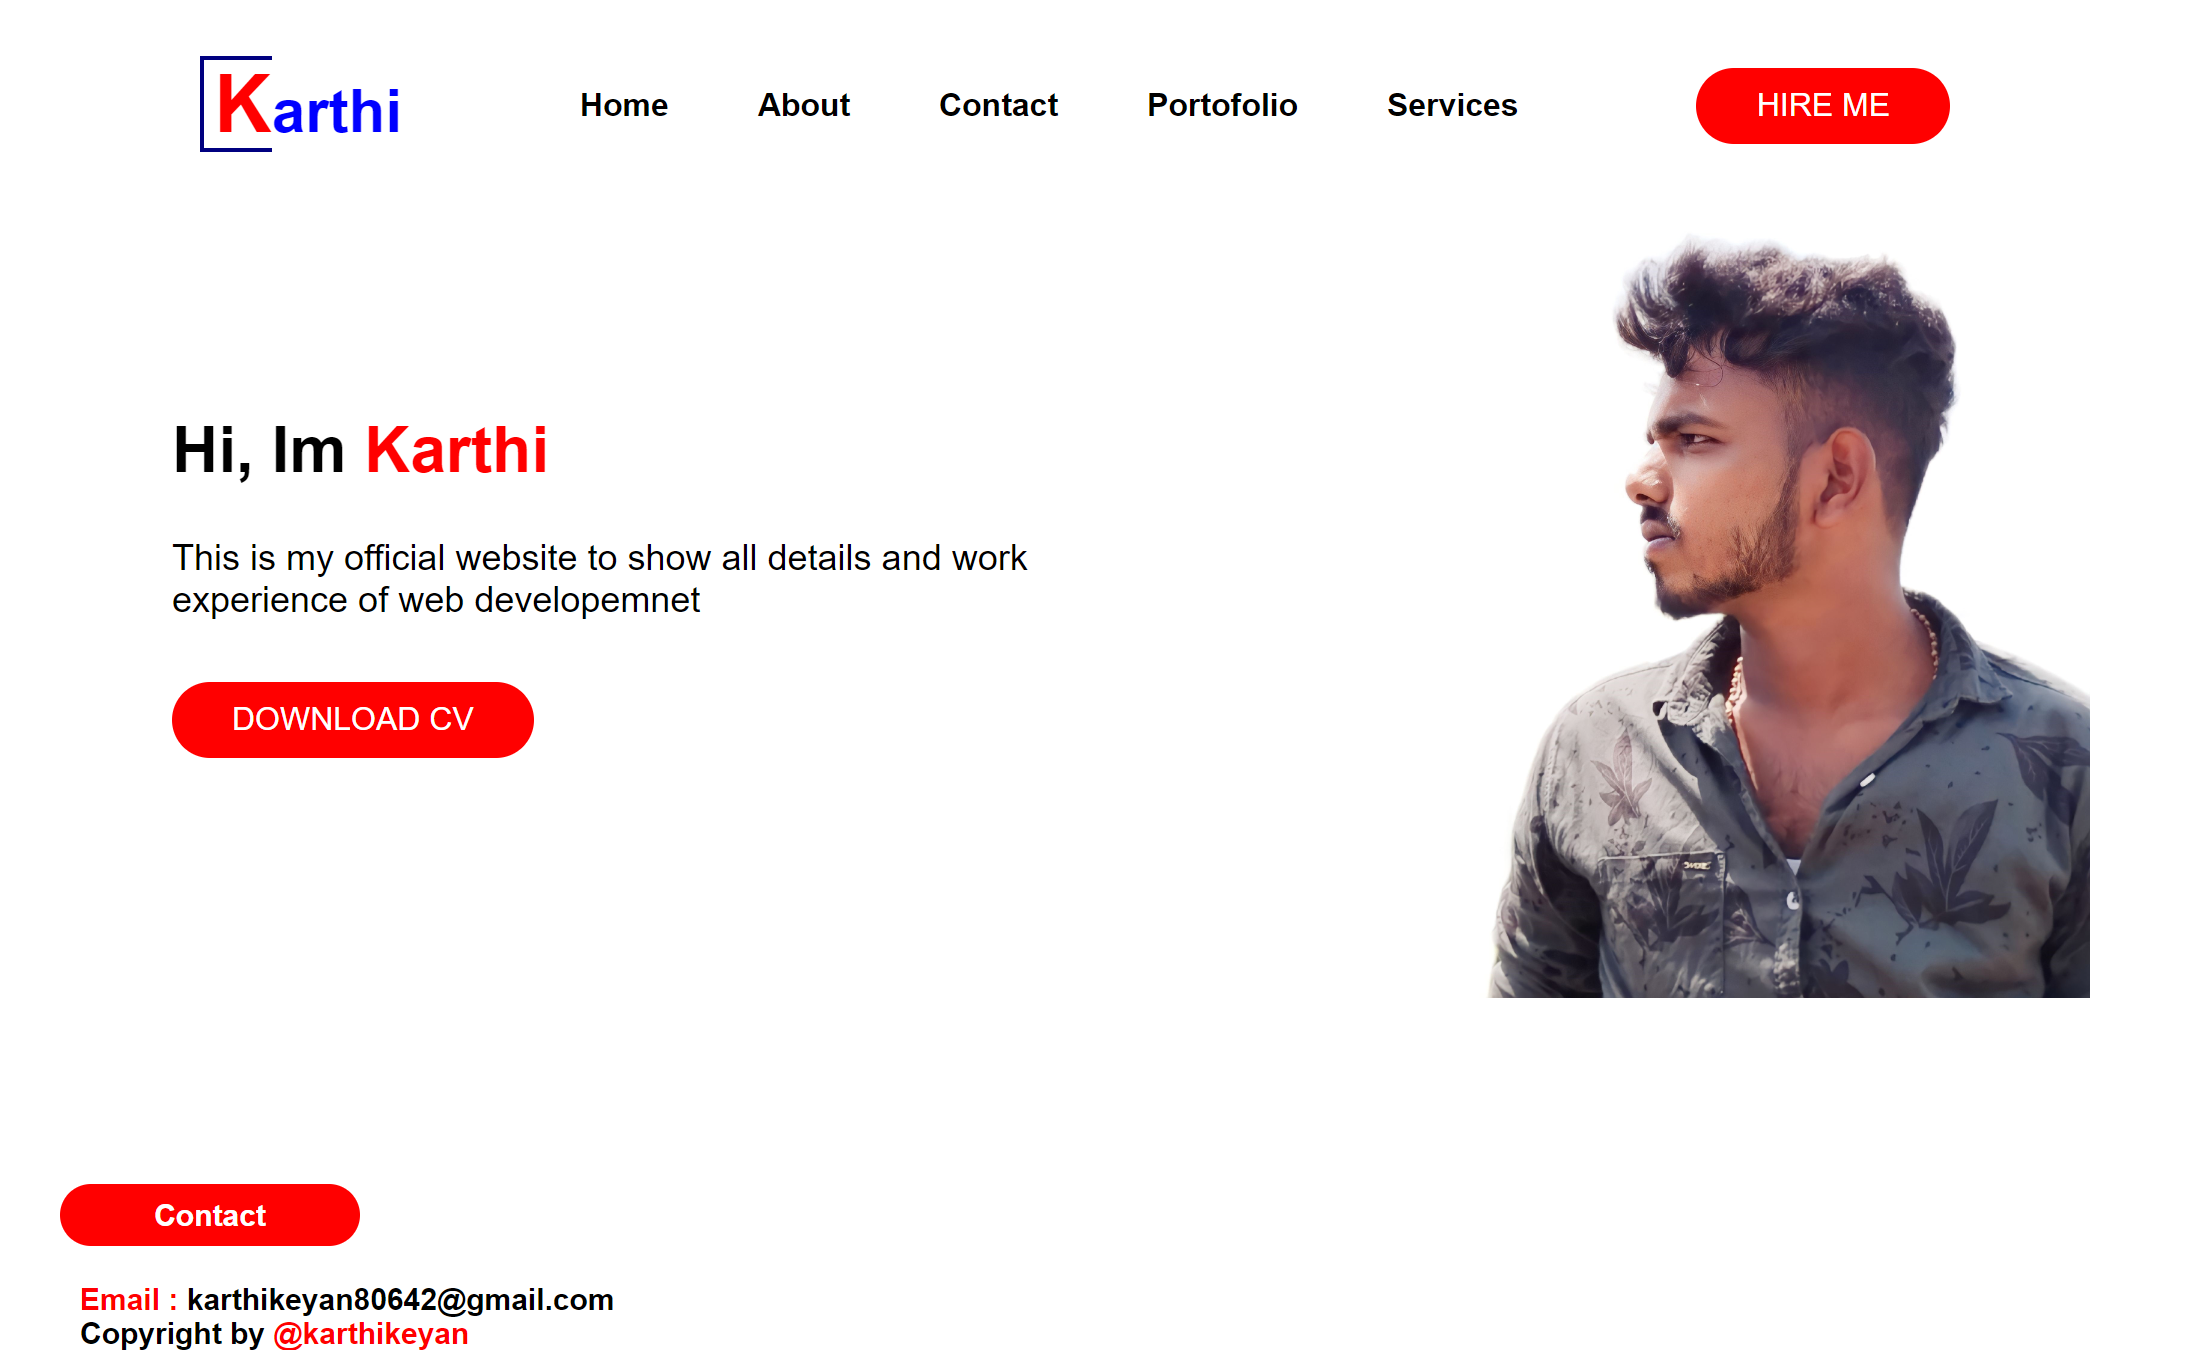 Karthi
Home About Contact Portofolio Services HIRE ME
Hi, Im Karthi
This is my official website to show all details and work
experience of web developemnet
DOWNLOAD CV
Contact
Email : karthikeyan80642@gmail.com
Copyright by @karthikeyan